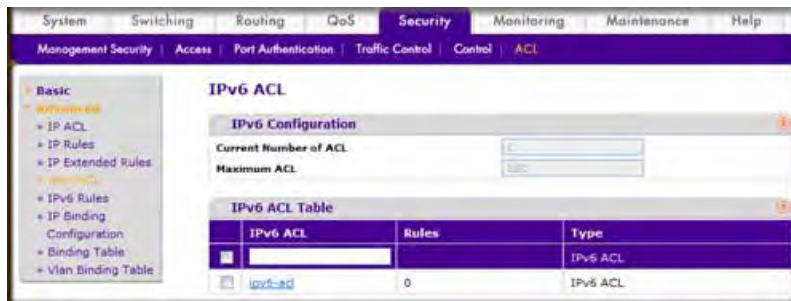 System Switching Routing QoS Security Monitoring Maintenance Help
Management Security Access Port Authentication Traffic Control Control ACL
Basic
Advanced
IP ACL
IP Rules
IP Extended Rules
IPv6 ACL
IPv6 Rules
IP Binding
Configuration
Binding Table
Vlan Binding Table
IPv6 ACL
IPv6 Configuration
Current Number of ACL
Maximum ACL
IPv6 ACL Table
IPv6 ACL Rules Type
IPv6 ACL
ipv6-acl 0 IPv6 ACL